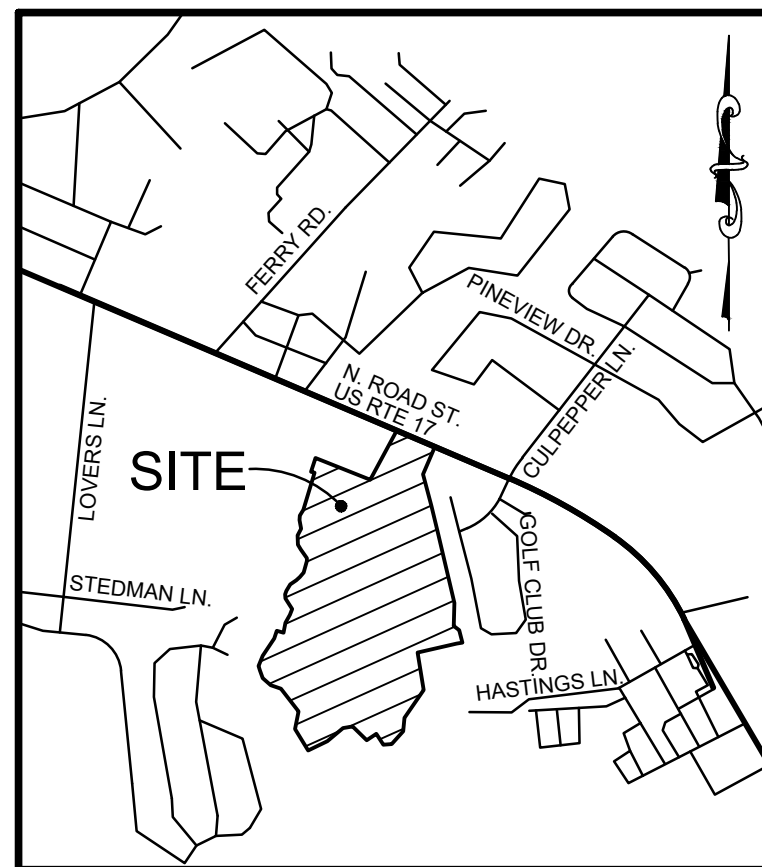 FERRY RD.
PINEVIEW DR.
N. ROAD ST.
US RTE 17
CULPEPPER LN.
LOVERS LN.
SITE
GOLF CLUB DR.
STEDMAN LN.
HASTINGS LN.